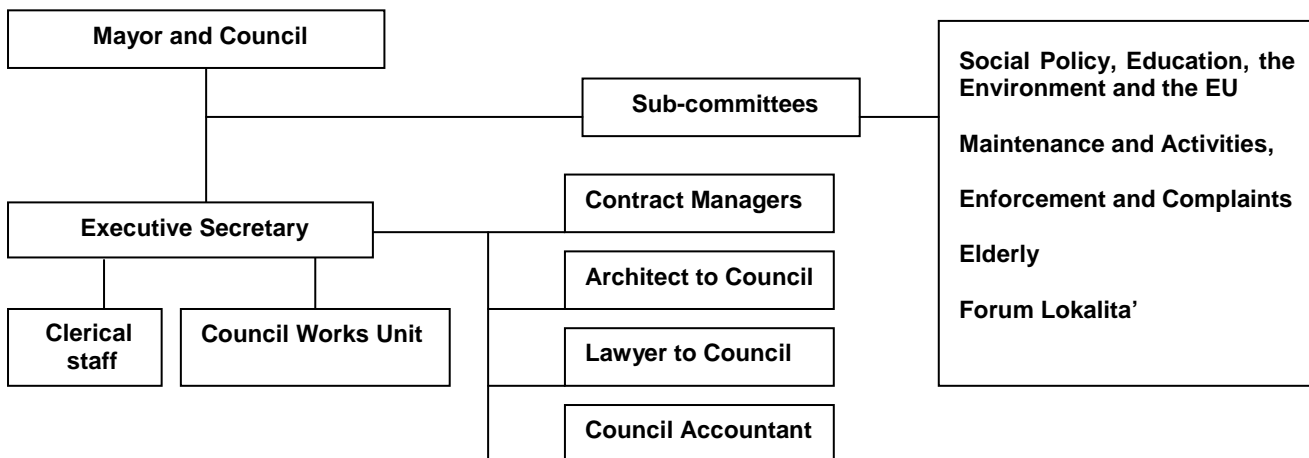 Mayor and Council
Sub-committees
Social Policy, Education, the
Environment and the EU
Maintenance and Activities,
Enforcement and Complaints
Elderly
Forum Lokalita’
Executive Secretary
Clerical
staff
Council Works Unit
Contract Managers
Architect to Council
Lawyer to Council
Council Accountant